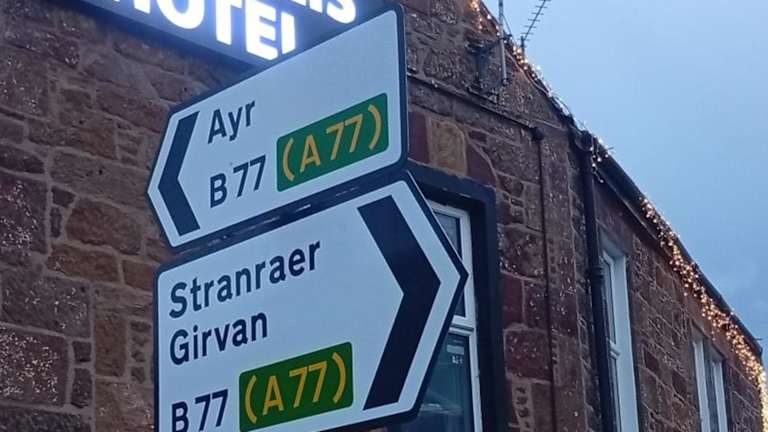 HOTEL
Ayr
B 77 (A 77)
Stranraer
Girvan
B 77 (A 77)